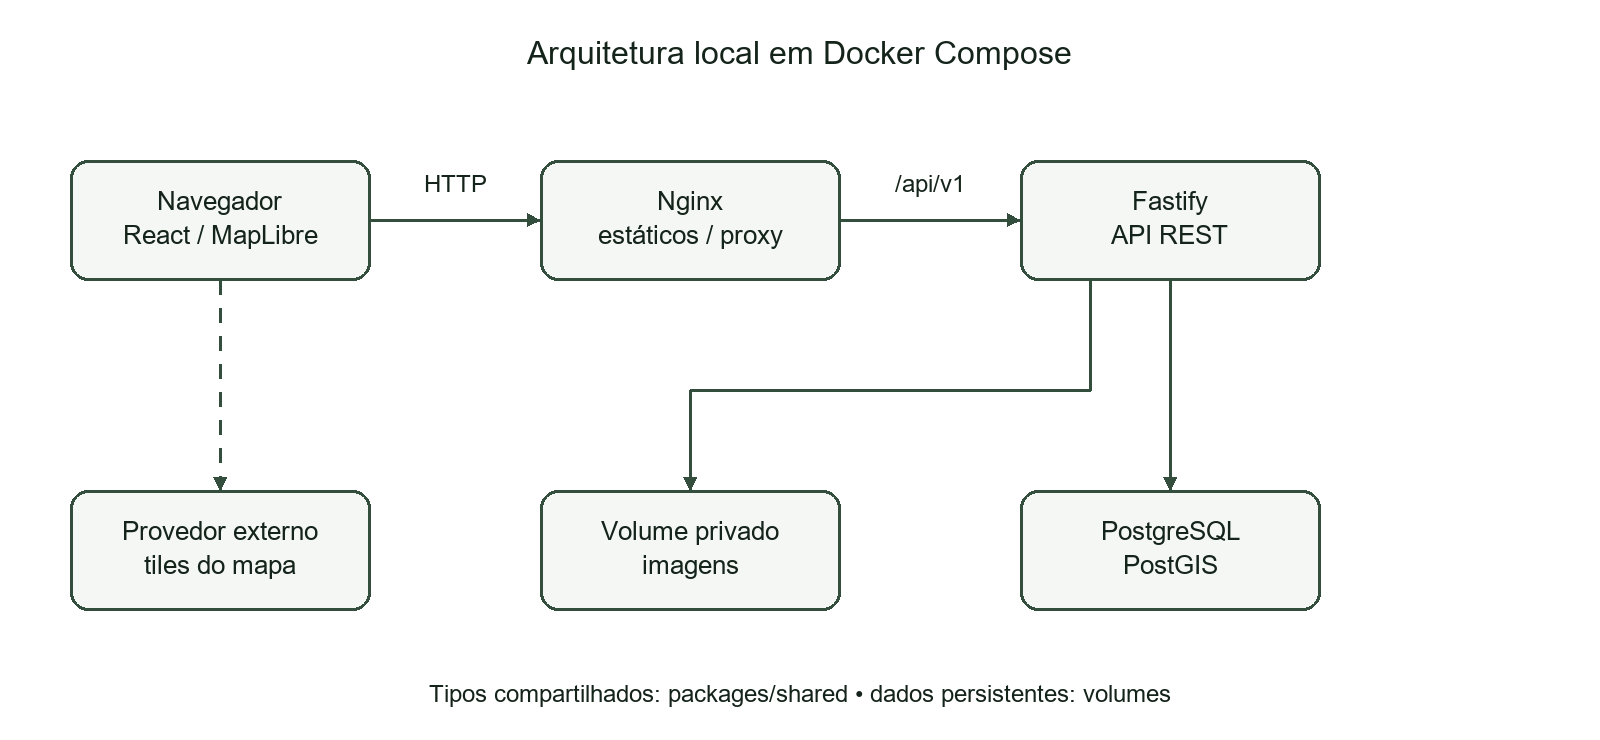 Arquitetura local em Docker Compose
Navegador
React / MapLibre
HTTP
Nginx
estáticos / proxy
/api/v1
Fastify
API REST
Provedor externo
tiles do mapa
Volume privado
imagens
PostgreSQL
PostGIS
Tipos compartilhados: packages/shared • dados persistentes: volumes